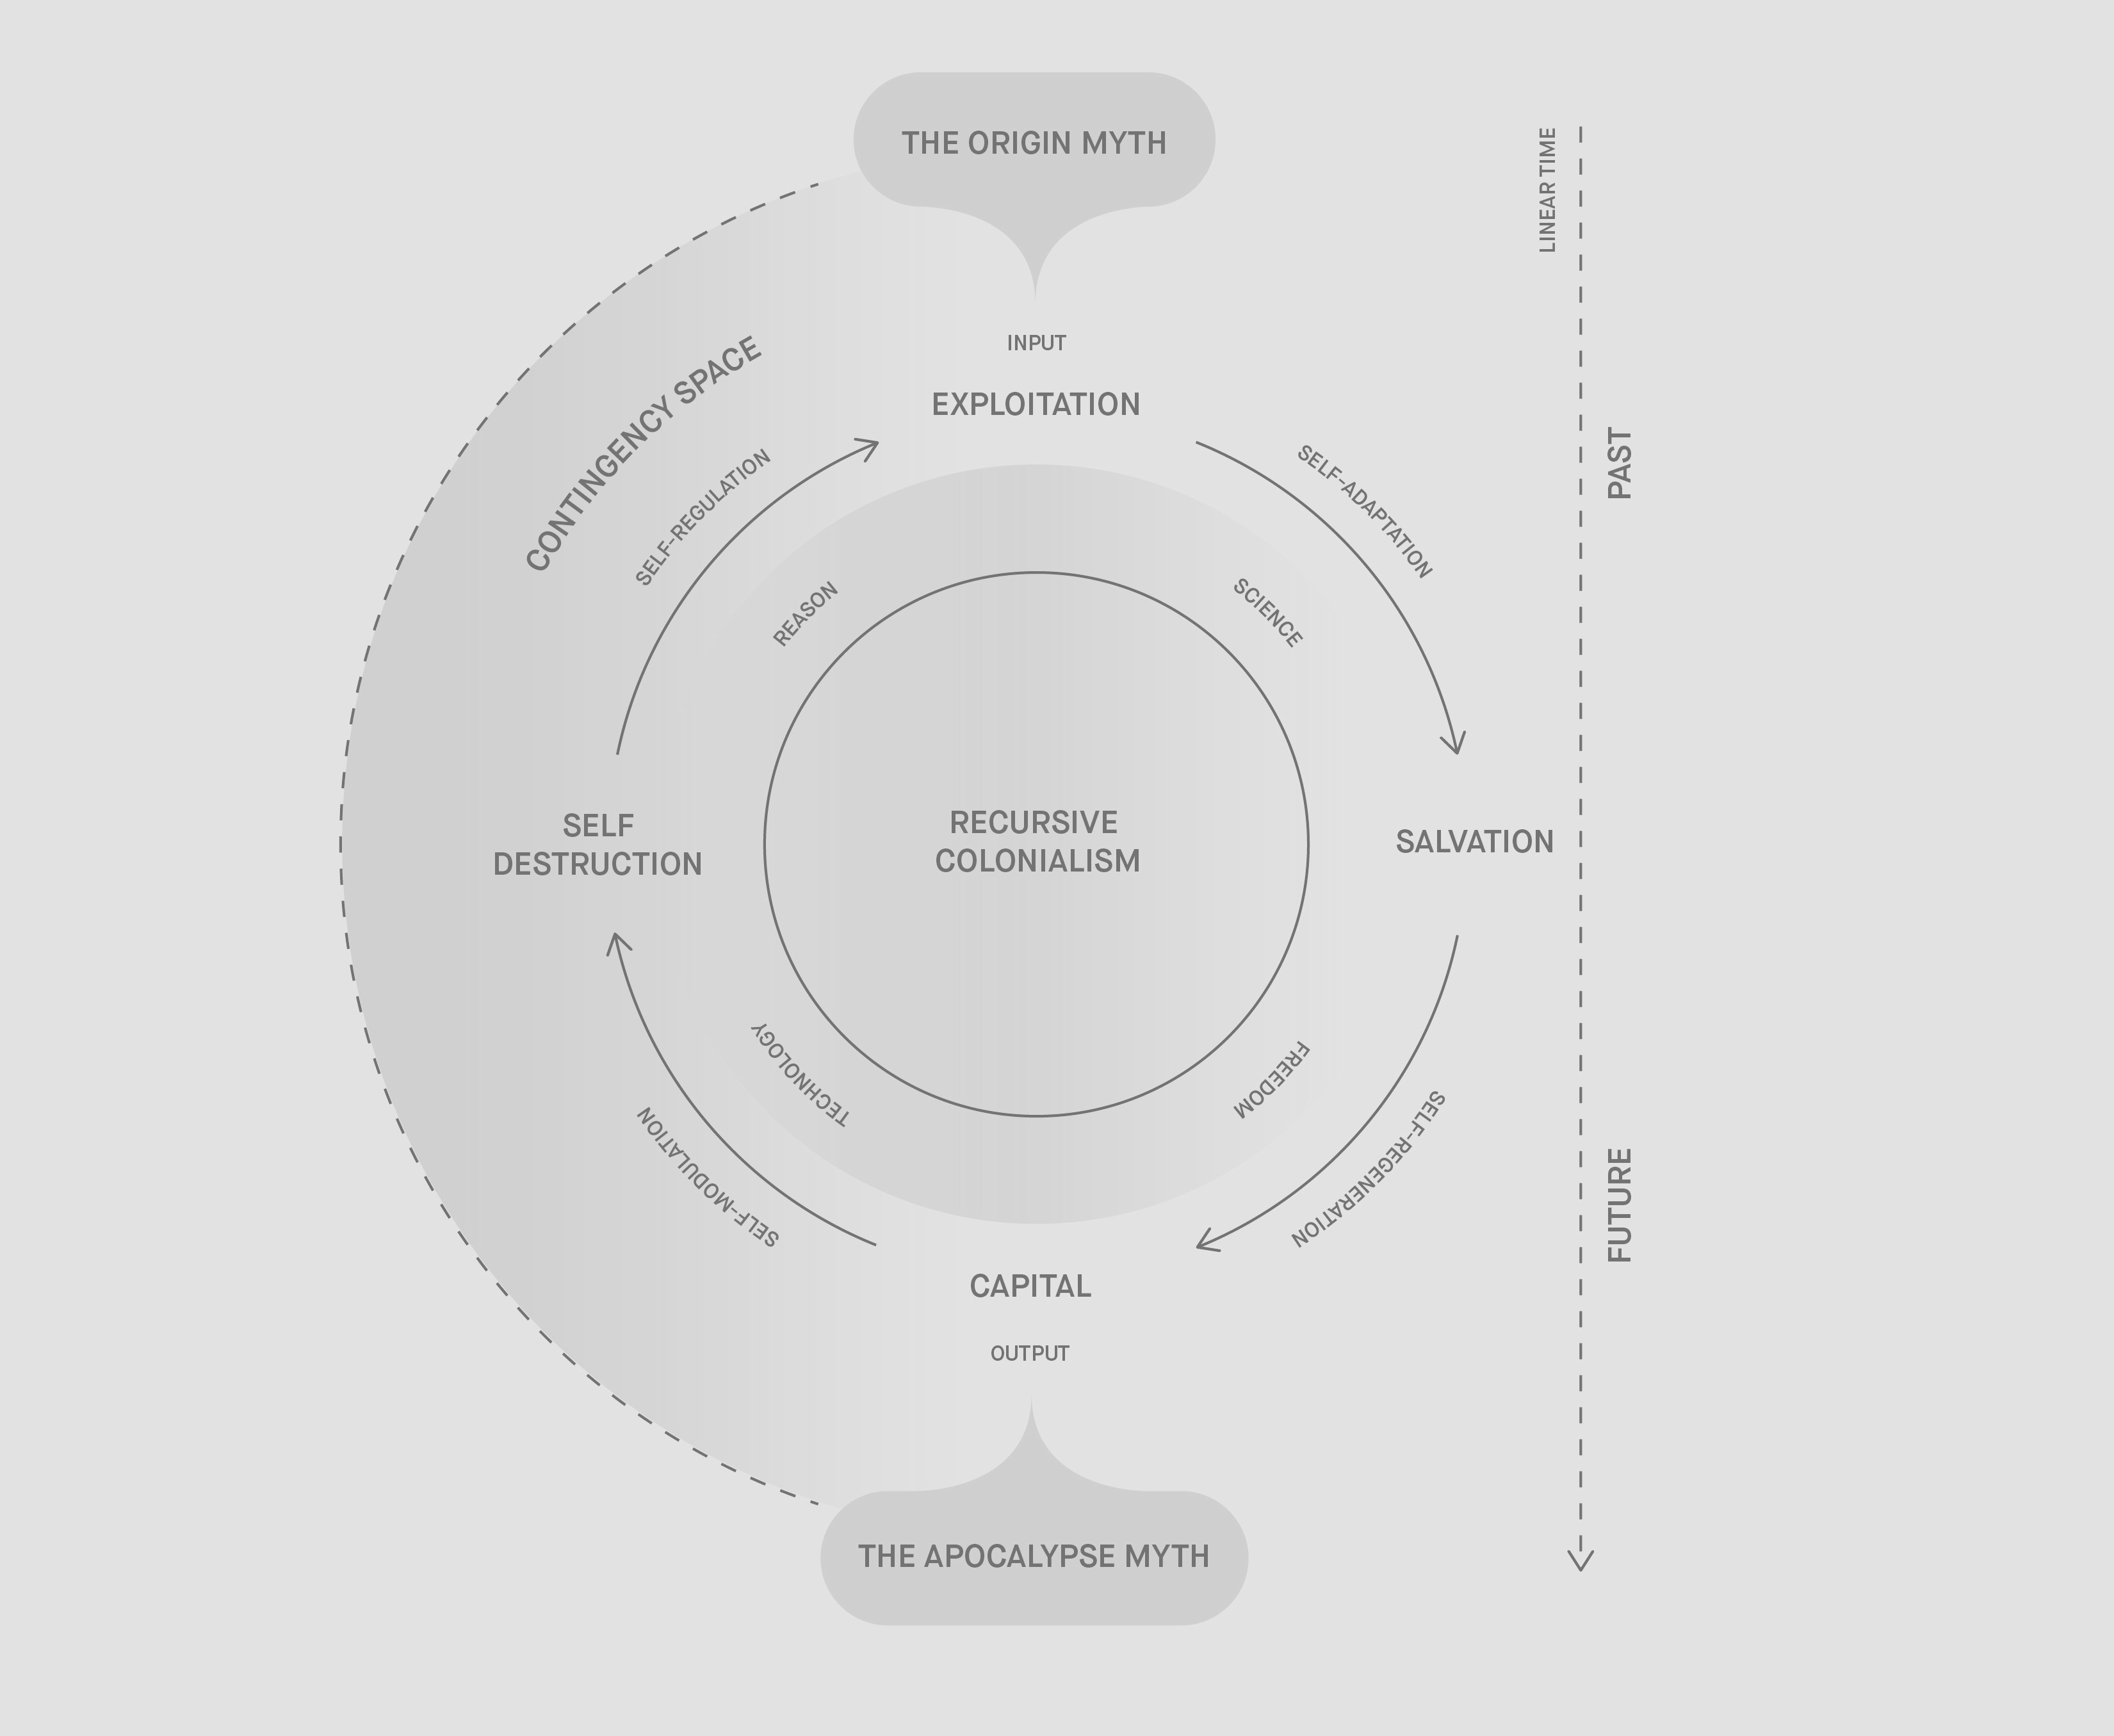 THE ORIGIN MYTH
LINEAR TIME
INPUT
EXPLOITATION
CONTINGENCY SPACE
SELF-REGULATION
SELF-ADAPTATION
PAST
REASON
SCIENCE
SELF
DESTRUCTION
RECURSIVE
COLONIALISM
SALVATION
TECHNOLOGY
FREEDOM
SELF-MODULATION
SELF-REGENERATION
FUTURE
CAPITAL
OUTPUT
THE APOCALYPSE MYTH